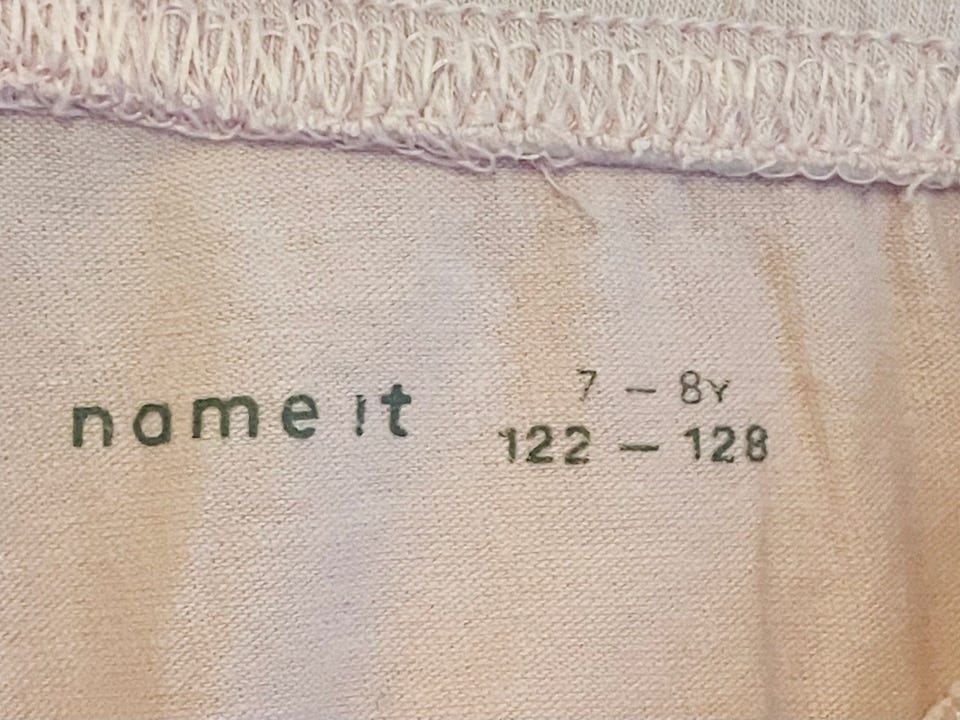 name it
7 – 8Y
122 – 128